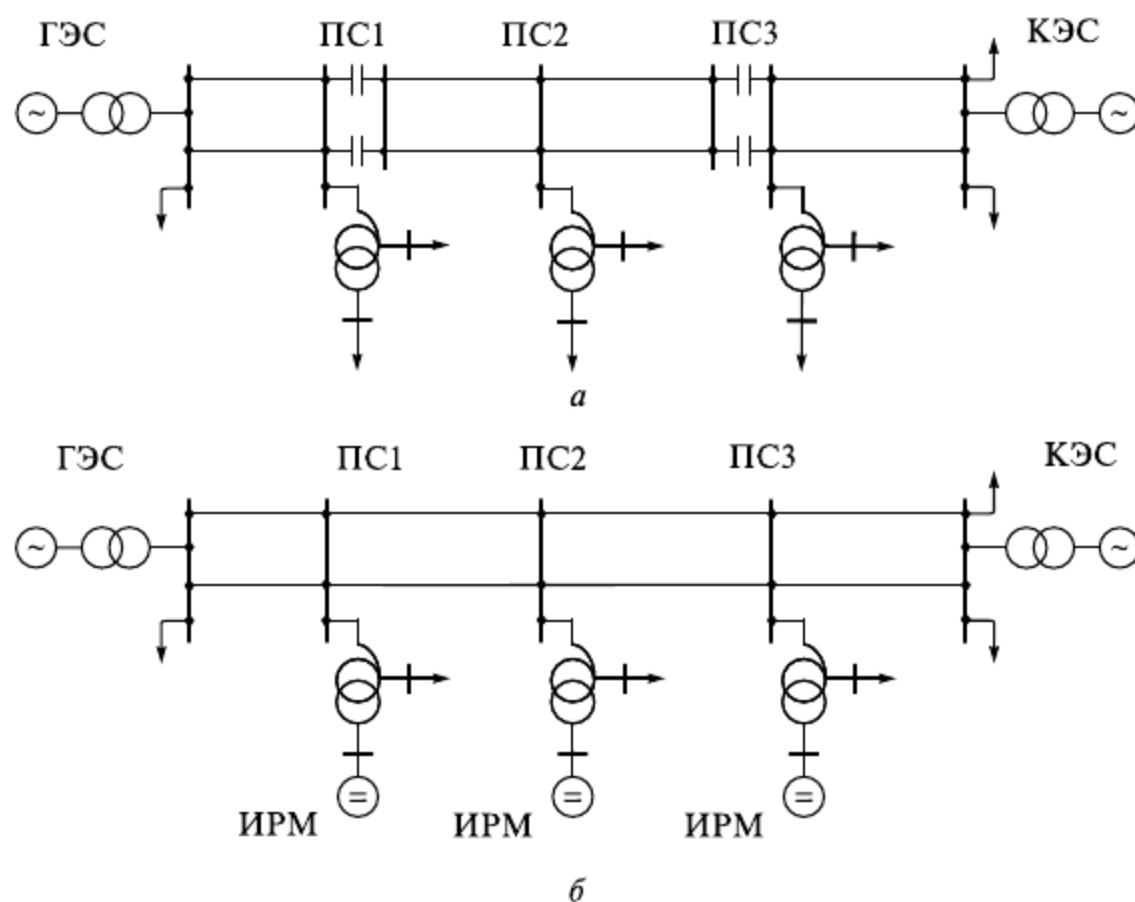 ГЭС ПС1 ПС2 ПС3 КЭС
~ ~
а
ГЭС ПС1 ПС2 ПС3 КЭС
~ ~
= = =
ИРМ ИРМ ИРМ
б